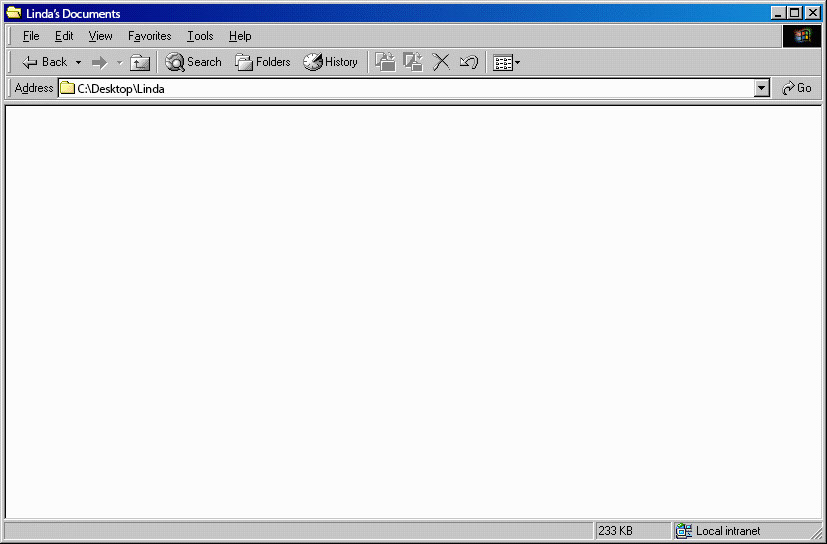 Linda's Documents
File Edit View Favorites Tools Help
Back Search Folders History
Address C:\Desktop\Linda Go
233 KB Local intranet